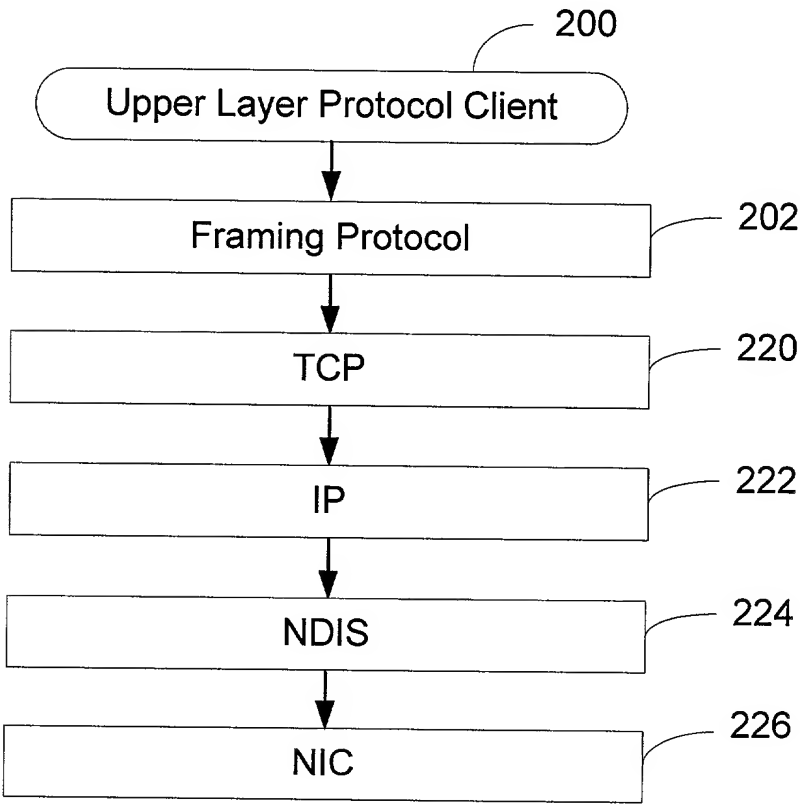 200
Upper Layer Protocol Client
202
Framing Protocol
220
TCP
222
IP
224
NDIS
226
NIC